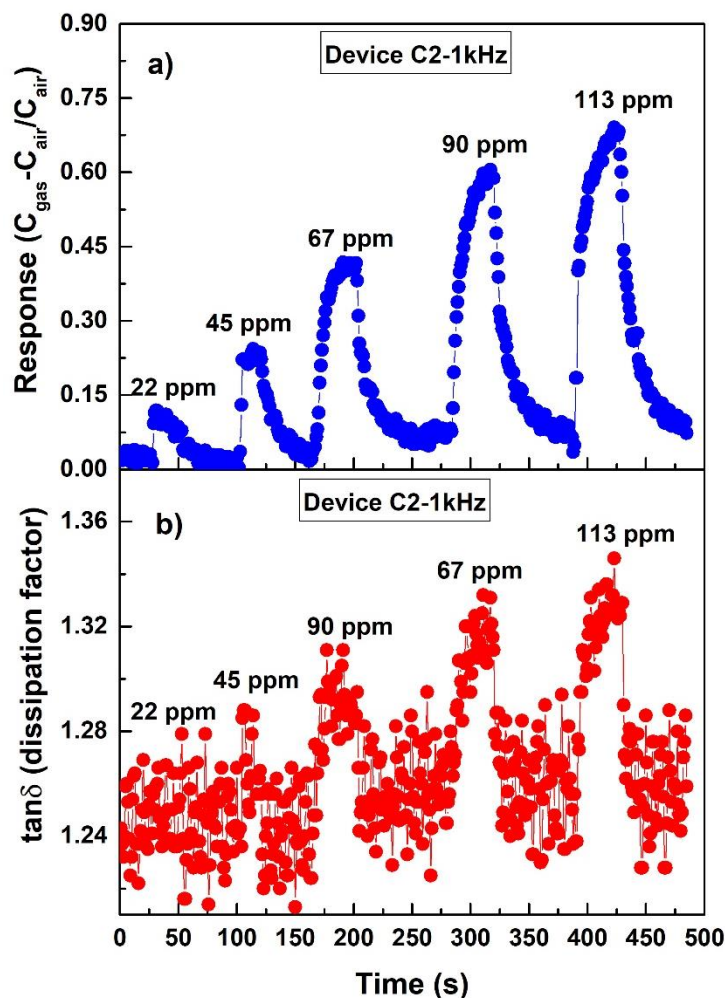 0.90
0.75
0.60
0.45
0.30
0.15
0.00
Response (C_gas-C_air/C_air)
a)
Device C2-1kHz
22 ppm
45 ppm
67 ppm
90 ppm
113 ppm
1.36
1.32
1.28
1.24
tanδ (dissipation factor)
b)
Device C2-1kHz
22 ppm
45 ppm
90 ppm
67 ppm
113 ppm
0 50 100 150 200 250 300 350 400 450 500
Time (s)